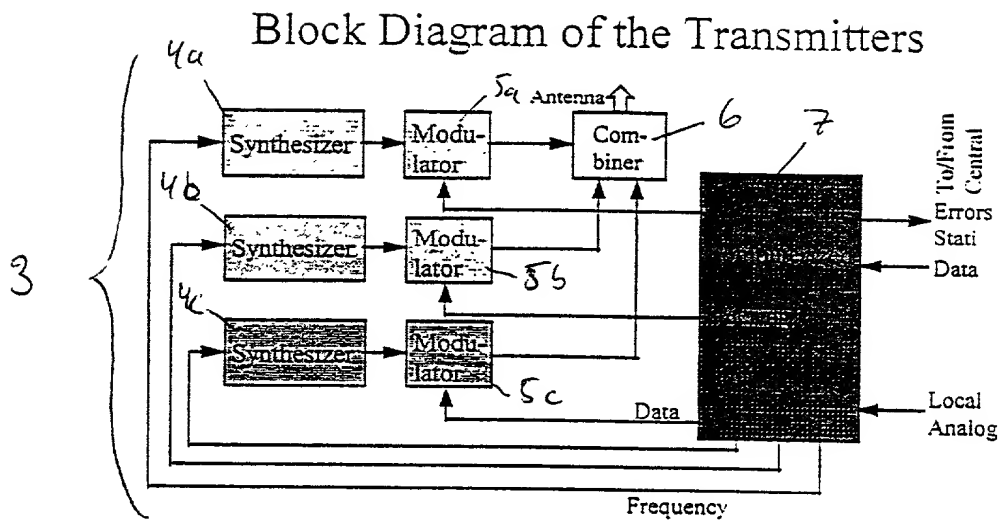 Block Diagram of the Transmitters
4a
5a
Antenna
6
7
Synthesizer
Modu-
lator
Com-
biner
To/From
Central
4b
Errors
Stati
Synthesizer
Modu-
lator
5b
Data
3
4c
Synthesizer
Modu-
lator
5c
Data
Local
Analog
Frequency